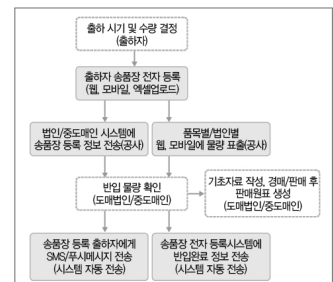 출하 시기 및 수량 결정
(출하자)
출하자 송품장 전자 등록
(웹, 모바일, 엑셀업로드)
법인/중도매인 시스템에
송품장 등록 정보 전송(공사)
품목별/법인별
웹, 모바일에 물량 표출(공사)
반입 물량 확인
(도매법인/중도매인)
기초자료 작성, 경매/판매 후
판매원표 생성
(도매법인/중도매인)
송품장 등록 출하자에게
SMS/푸시메시지 전송
(시스템 자동 전송)
송품장 전자 등록시스템에
반입완료 정보 전송
(시스템 자동 전송)